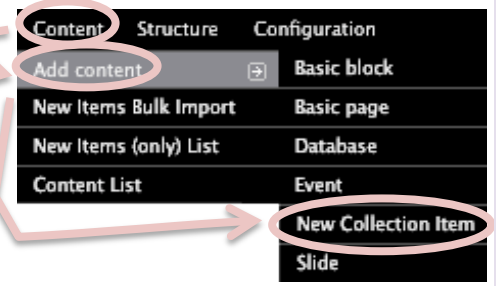 Content Structure Configuration
Add content Basic block
New Items Bulk Import Basic page
New Items (only) List Database
Content List Event
New Collection Item
Slide